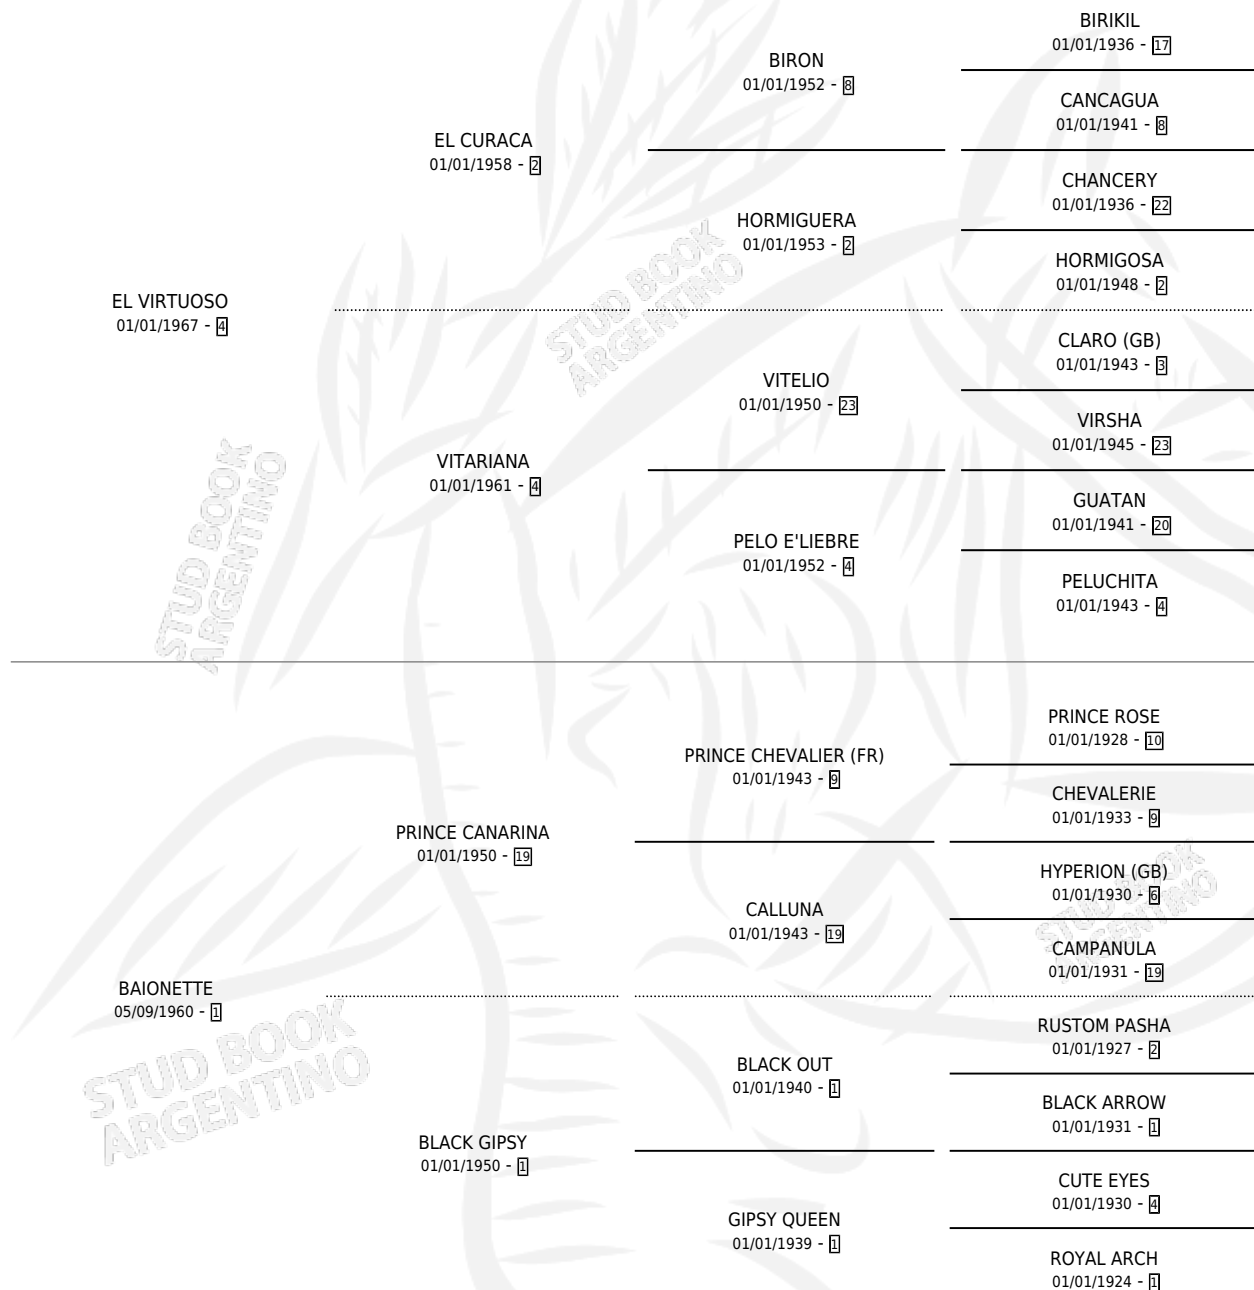 EL VIRTUOSO
01/01/1967 - 4
EL CURACA
01/01/1958 - 2
BIRON
01/01/1952 - 8
BIRIKIL
01/01/1936 - 17
CANCAGUA
01/01/1941 - 8
HORMIGUERA
01/01/1953 - 2
CHANCERY
01/01/1936 - 22
HORMIGOSA
01/01/1948 - 2
VITARIANA
01/01/1961 - 4
VITELIO
01/01/1950 - 23
CLARO (GB)
01/01/1943 - 3
VIRSHA
01/01/1945 - 23
PELO E'LIEBRE
01/01/1952 - 4
GUATAN
01/01/1941 - 20
PELUCHITA
01/01/1943 - 4
BAIONETTE
05/09/1960 - 1
PRINCE CANARINA
01/01/1950 - 19
PRINCE CHEVALIER (FR)
01/01/1943 - 9
PRINCE ROSE
01/01/1928 - 10
CHEVALERIE
01/01/1933 - 9
CALLUNA
01/01/1943 - 19
HYPERION (GB)
01/01/1930 - 6
CAMPANULA
01/01/1931 - 19
BLACK GIPSY
01/01/1950 - 1
BLACK OUT
01/01/1940 - 1
RUSTOM PASHA
01/01/1927 - 2
BLACK ARROW
01/01/1931 - 1
GIPSY QUEEN
01/01/1939 - 1
CUTE EYES
01/01/1930 - 4
ROYAL ARCH
01/01/1924 - 1
STUD BOOK
ARGENTINO
STUD BOOK
ARGENTINO
STUD BOOK
ARGENTINO
STUD BOOK
ARGENTINO